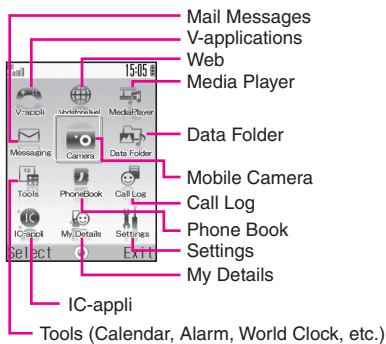 Mail Messages
V-applications
Web
Media Player
Data Folder
Mobile Camera
Call Log
Phone Book
Settings
My Details
IC-appli
Tools (Calendar, Alarm, World Clock, etc.)
15:05
V-appli Vodafone live! MediaPlayer
Messaging Camera Data Folder
12
Tools PhoneBook Call Log
IC
IC-appli My Details Settings
Select Exit